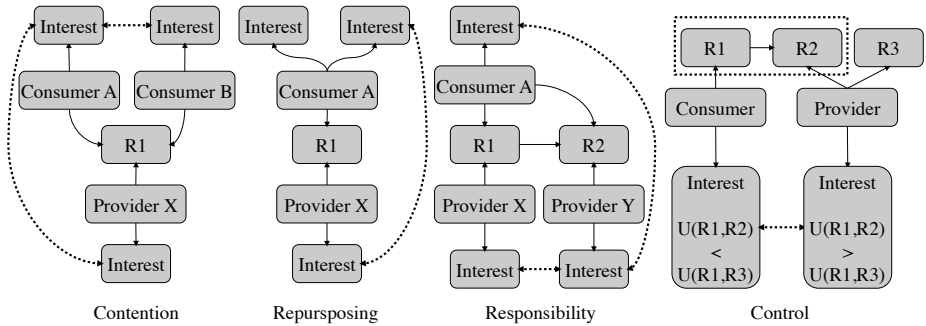 Interest
Interest
Consumer A
Consumer B
R1
Provider X
Interest
Contention
Interest
Interest
Consumer A
R1
Provider X
Interest
Repursposing
Interest
Consumer A
R1
R2
Provider X
Provider Y
Interest
Interest
Responsibility
R1
R2
R3
Consumer
Provider
Interest
U(R1,R2)
<
U(R1,R3)
Interest
U(R1,R2)
>
U(R1,R3)
Control